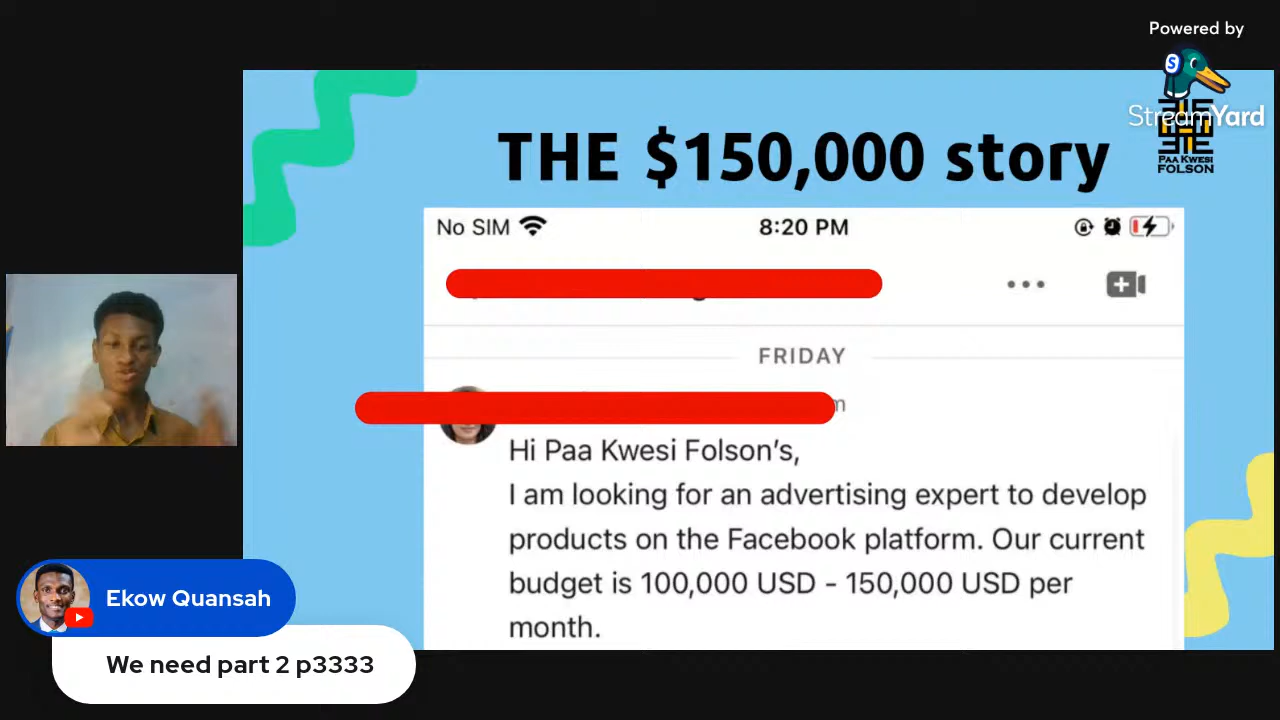 Powered by
StreamYard
PAA KWESI
FOLSON
THE $150,000 story
No SIM
8:20 PM
FRIDAY
Hi Paa Kwesi Folson’s,
I am looking for an advertising expert to develop
products on the Facebook platform. Our current
budget is 100,000 USD - 150,000 USD per
month.
Ekow Quansah
We need part 2 p3333